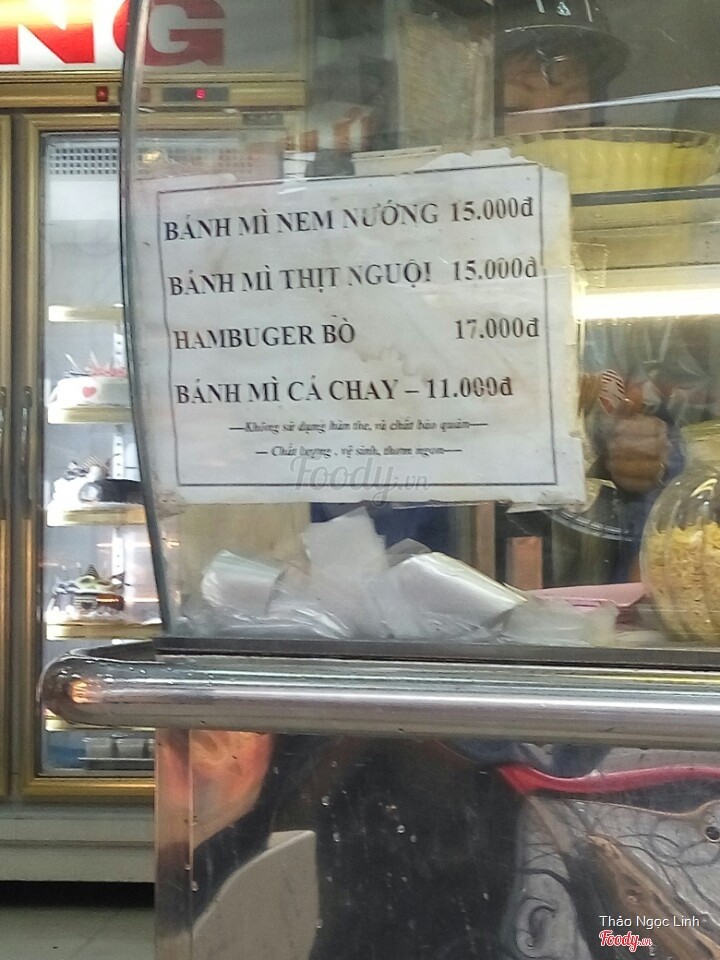 NG
BÁNH MÌ NEM NƯỚNG 15.000đ
BÁNH MÌ THỊT NGUỘI 15.000đ
HAMBUGER BÒ 17.000đ
BÁNH MÌ CÁ CHAY – 11.000đ
—Không sử dụng hàn the, và chất bảo quản—
— Chất lượng , vệ sinh, thơm ngon—
Foody.vn
Thảo Ngọc Linh
Foody.vn